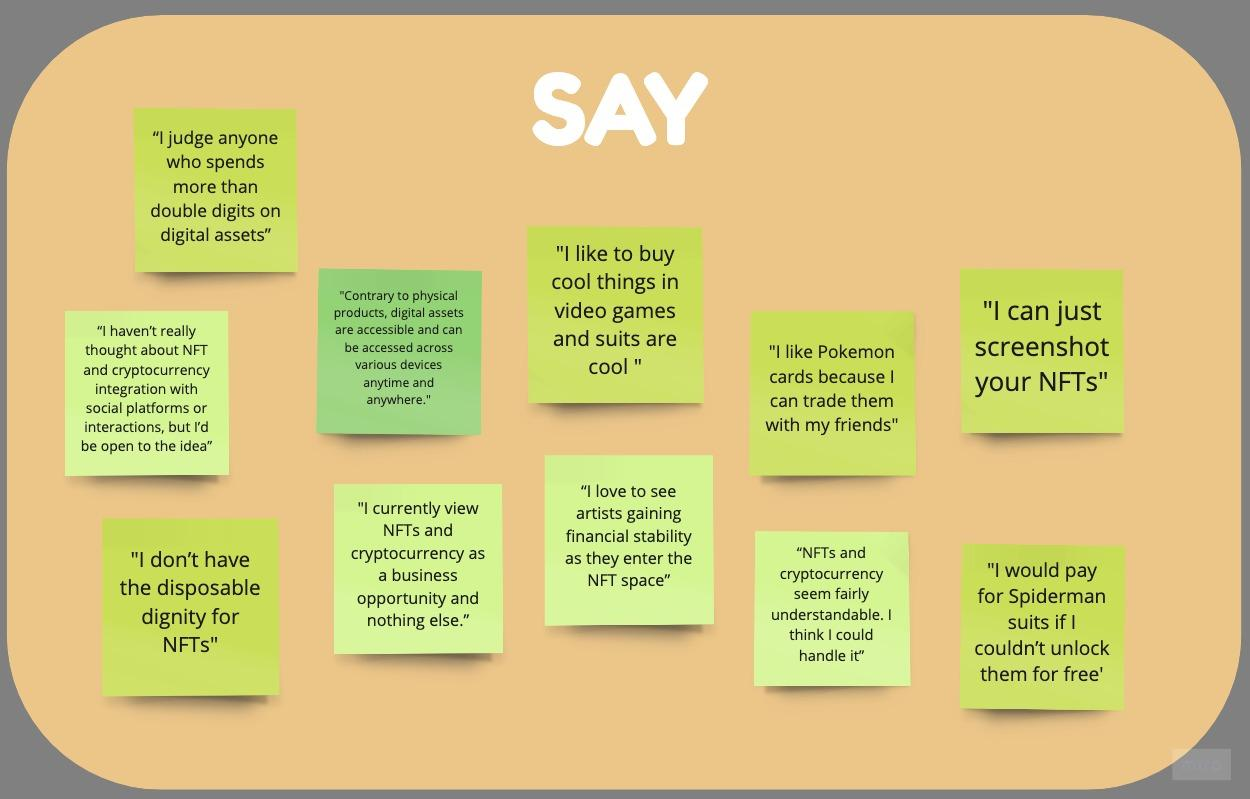 SAY
“I judge anyone
who spends
more than
double digits on
digital assets”
"I like to buy
cool things in
video games
and suits are
cool "
"Contrary to physical
products, digital assets
are accessible and can
be accessed across
various devices
anytime and
anywhere."
"I can just
screenshot
your NFTs"
“I haven’t really
thought about NFT
and cryptocurrency
integration with
social platforms or
interactions, but I’d
be open to the idea”
"I like Pokemon
cards because I
can trade them
with my friends"
“I love to see
artists gaining
financial stability
as they enter the
NFT space”
"I currently view
NFTs and
cryptocurrency as
a business
opportunity and
nothing else.”
"I don’t have
the disposable
dignity for
NFTs"
“NFTs and
cryptocurrency
seem fairly
understandable. I
think I could
handle it”
"I would pay
for Spiderman
suits if I
couldn’t unlock
them for free'
miro